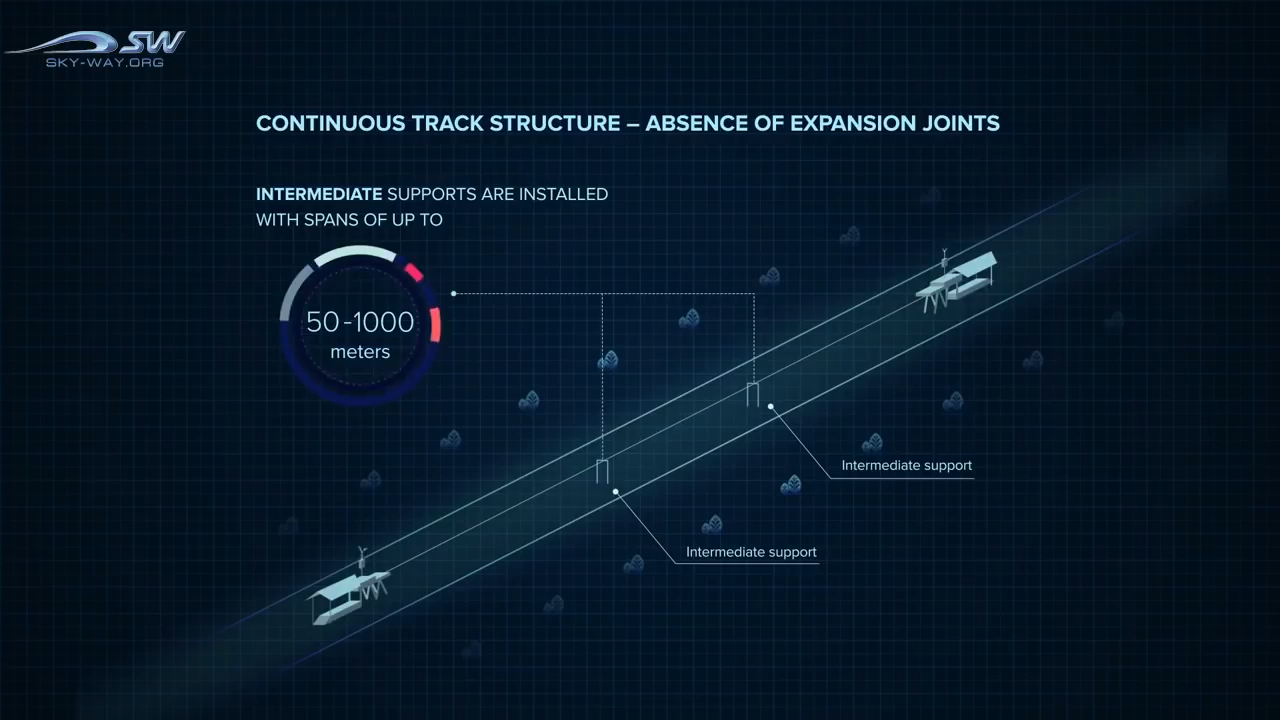 SW
SKY-WAY.ORG
CONTINUOUS TRACK STRUCTURE – ABSENCE OF EXPANSION JOINTS
INTERMEDIATE SUPPORTS ARE INSTALLED
WITH SPANS OF UP TO
50-1000
meters
Intermediate support
Intermediate support